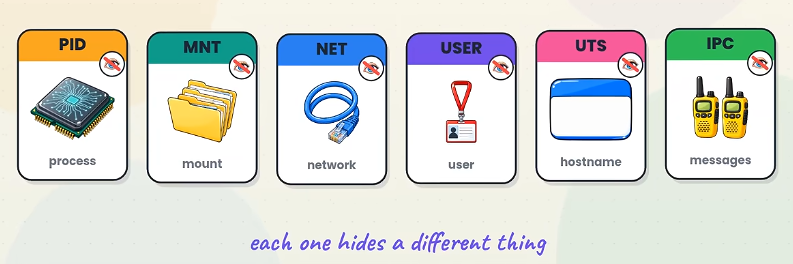 PID
MNT
NET
USER
UTS
IPC
process
mount
network
user
hostname
messages
each one hides a different thing